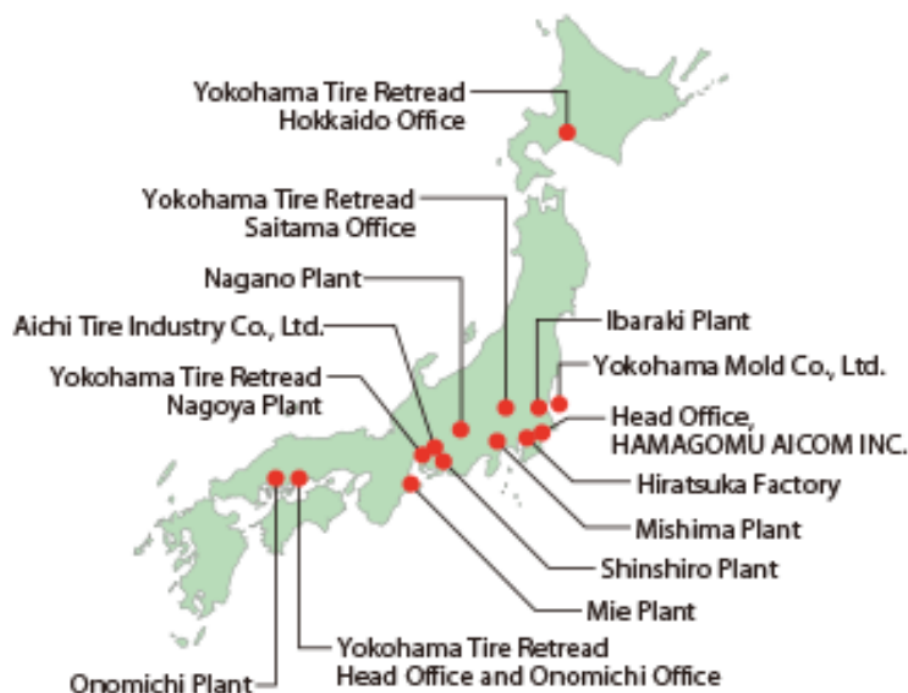 Yokohama Tire Retread
Hokkaido Office
Yokohama Tire Retread
Saitama Office
Nagano Plant
Aichi Tire Industry Co., Ltd.
Yokohama Tire Retread
Nagoya Plant
Ibaraki Plant
Yokohama Mold Co., Ltd.
Head Office,
HAMAGOMU AICOM INC.
Hiratsuka Factory
Mishima Plant
Shinshiro Plant
Mie Plant
Yokohama Tire Retread
Head Office and Onomichi Office
Onomichi Plant